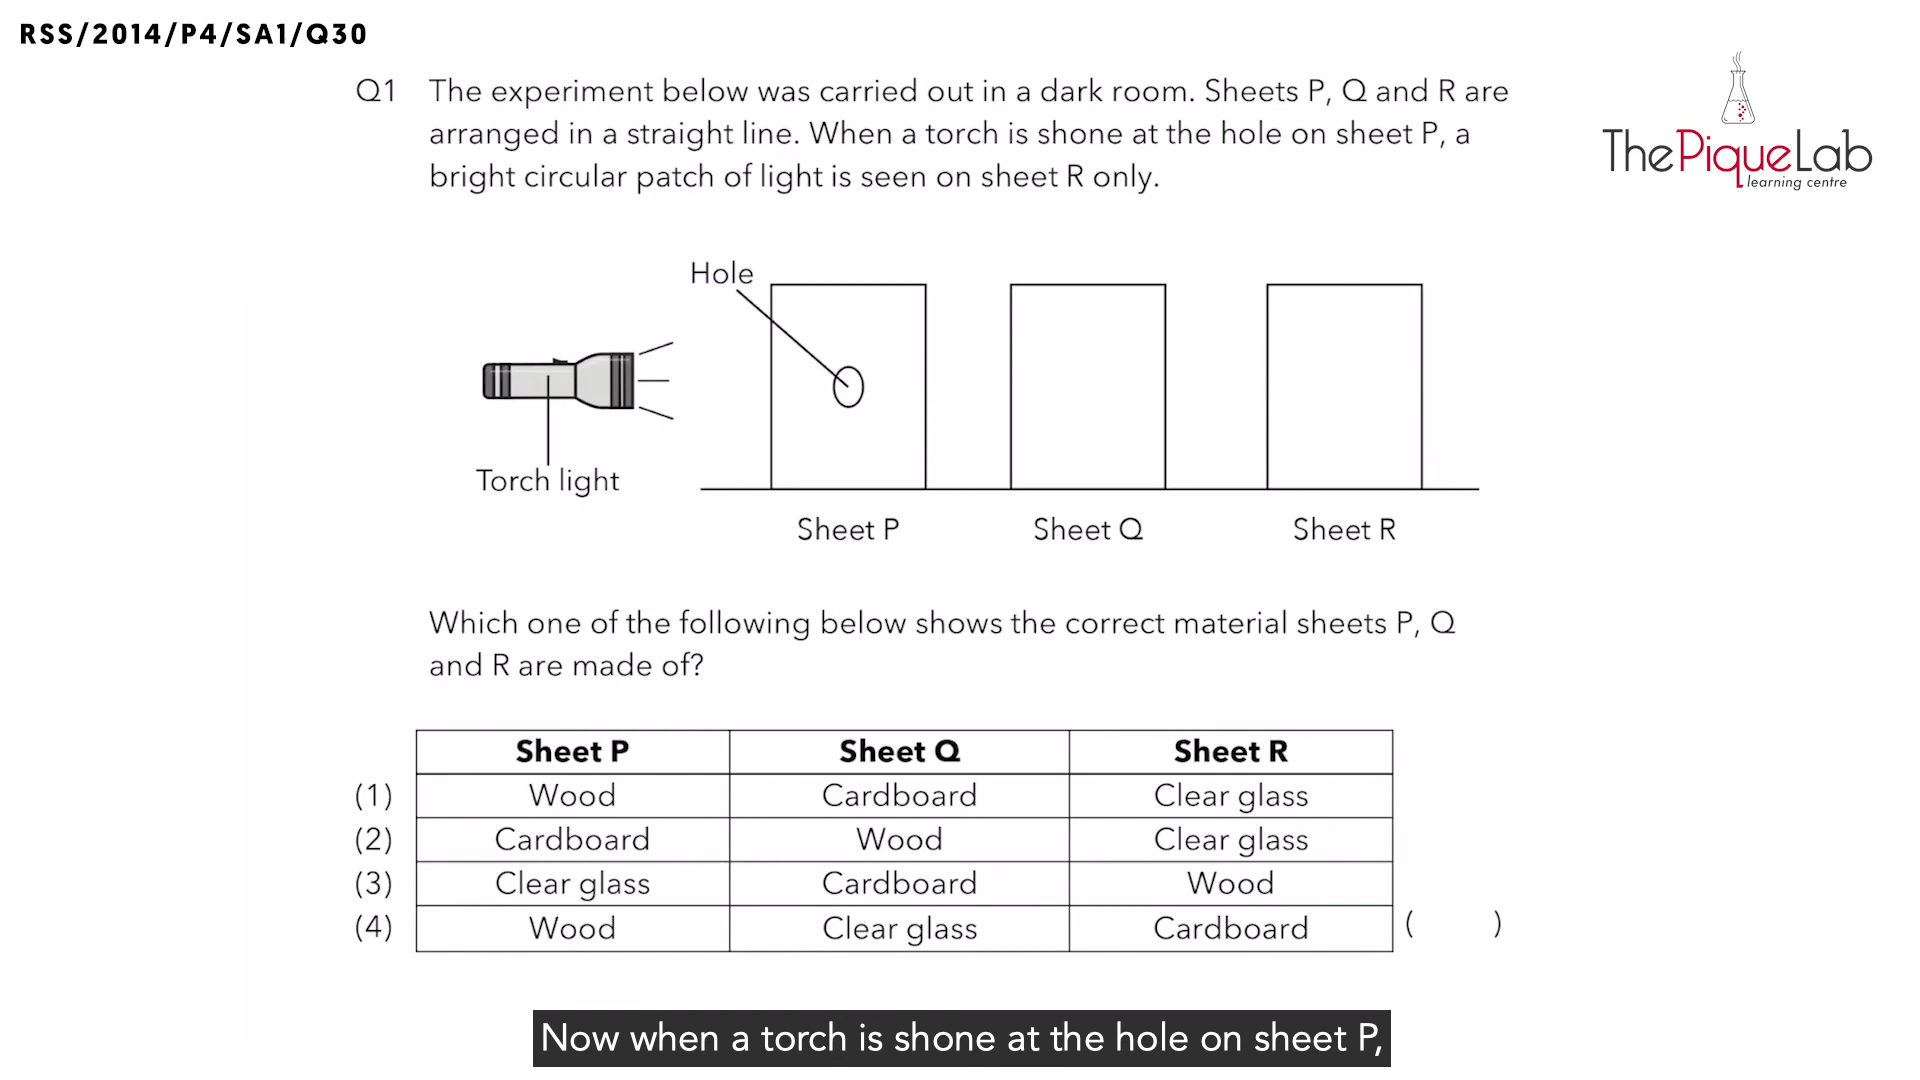 RSS/2014/P4/SA1/Q30
ThePiqueLab
learning centre
Q1 The experiment below was carried out in a dark room. Sheets P, Q and R are
arranged in a straight line. When a torch is shone at the hole on sheet P, a
bright circular patch of light is seen on sheet R only.
Hole
Torch light
Sheet P Sheet Q Sheet R
Which one of the following below shows the correct material sheets P, Q
and R are made of?
Sheet P Sheet Q Sheet R
(1) Wood Cardboard Clear glass
(2) Cardboard Wood Clear glass
(3) Clear glass Cardboard Wood
(4) Wood Clear glass Cardboard ( )
Now when a torch is shone at the hole on sheet P,